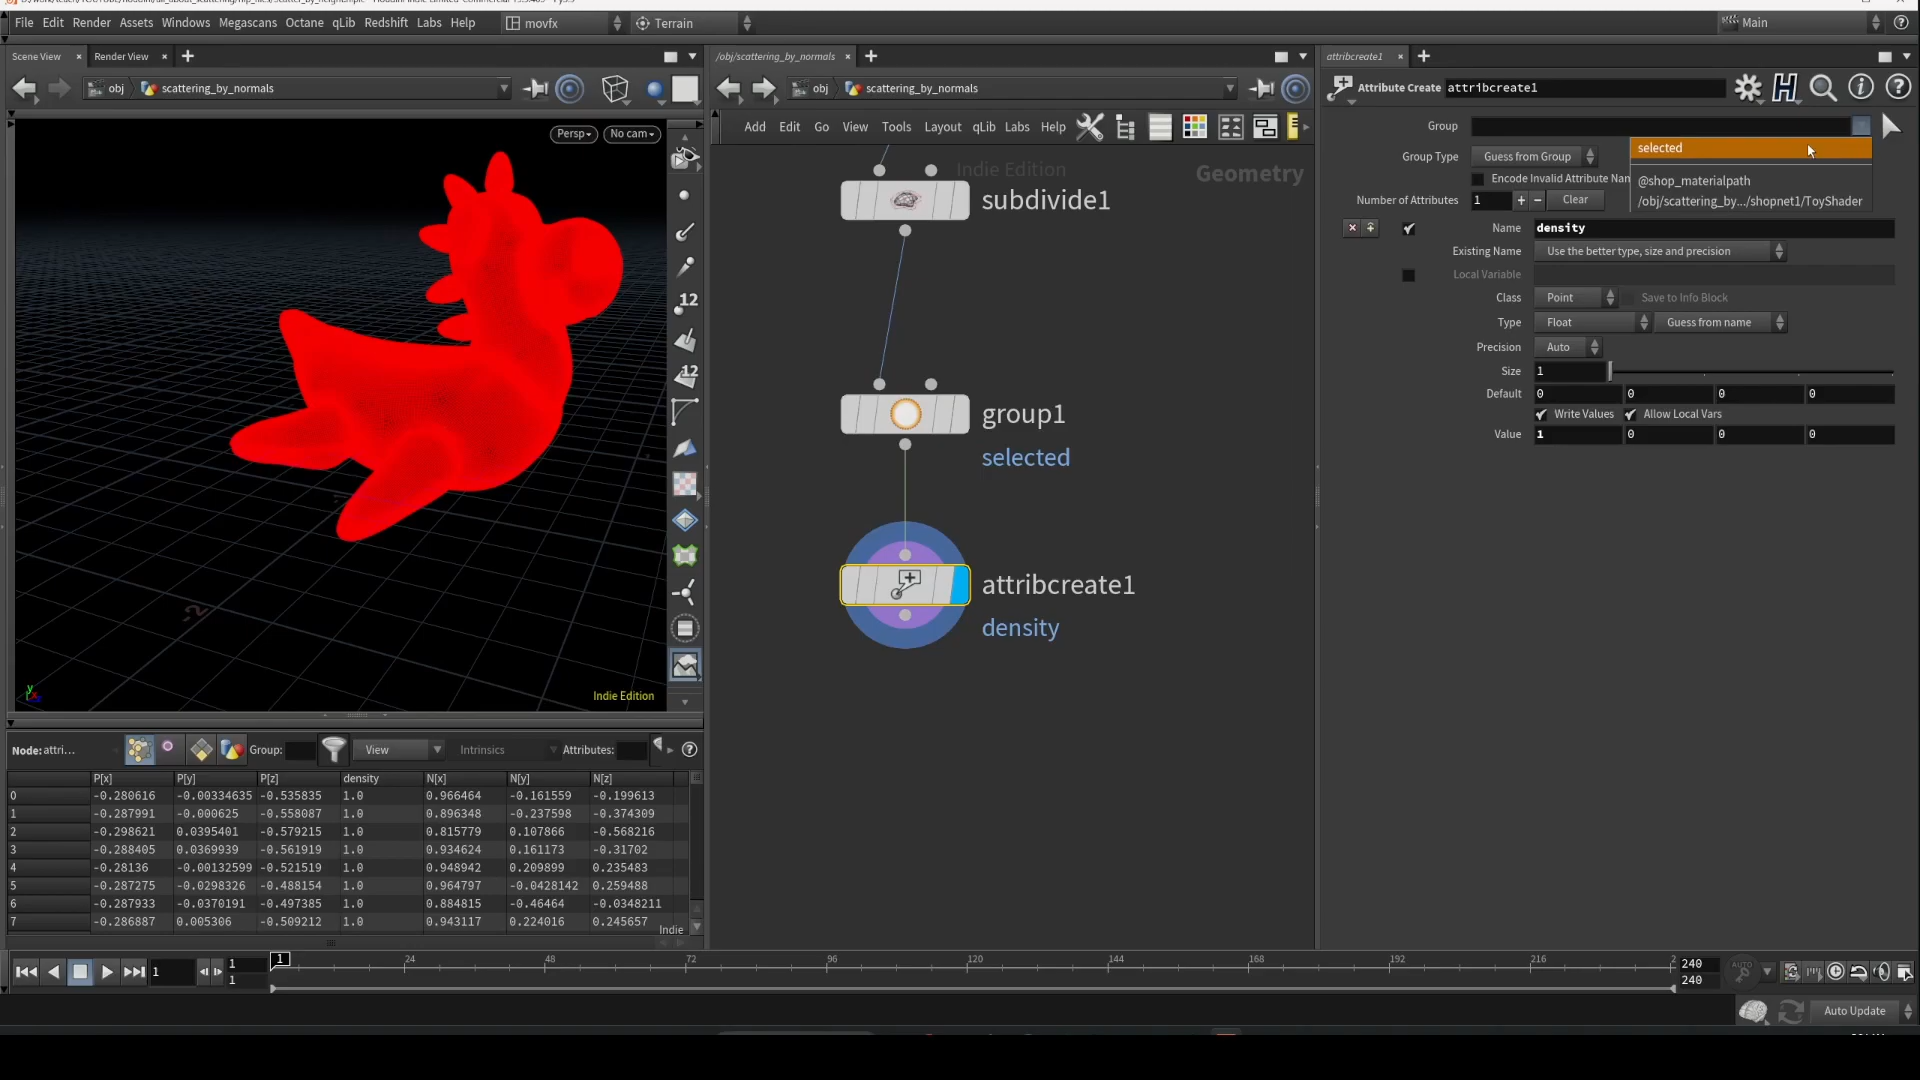 File Edit Render Assets Windows Megascans Octane qLib Redshift Labs Help movfx Terrain Main
Scene View × Render View × +
/obj/scattering_by_normals × +
attribcreate1 × +
obj scattering_by_normals
obj scattering_by_normals
Attribute Create attribcreate1
Persp No cam
12
12
-2
y
Indie Edition
Add Edit Go View Tools Layout qLib Labs Help
Indie Edition
Geometry
subdivide1
group1
selected
attribcreate1
density
Group
selected
Group Type Guess from Group
@shop_materialpath
Encode Invalid Attribute Nan
Number of Attributes 1 + − Clear
/obj/scattering_by.../shopnet1/ToyShader
Name density
Existing Name Use the better type, size and precision
Local Variable
Class Point Save to Info Block
Type Float Guess from name
Precision Auto
Size 1
Default 0 0 0 0
Write Values Allow Local Vars
Value 1 0 0 0
Node: attri... Group: View Intrinsics Attributes:
P[x] P[y] P[z] density N[x] N[y] N[z]
0 -0.280616 -0.00334635 -0.535835 1.0 0.966464 -0.161559 -0.199613
1 -0.287991 -0.000625 -0.558087 1.0 0.896348 -0.237598 -0.374309
2 -0.298621 0.0395401 -0.579215 1.0 0.815779 0.107866 -0.568216
3 -0.288405 0.0369939 -0.561919 1.0 0.934624 0.161173 -0.31702
4 -0.28136 -0.00132599 -0.521519 1.0 0.948942 0.209899 0.235483
5 -0.287275 -0.0298326 -0.488154 1.0 0.964797 -0.0428142 0.259488
6 -0.287933 -0.0370191 -0.497385 1.0 0.884815 -0.46464 -0.0348211
7 -0.286887 0.005306 -0.509212 1.0 0.943117 0.224016 0.245657
Indie
1 1 1 1 24 48 72 96 120 144 168 192 216 2 240 240
AUTO
Auto Update